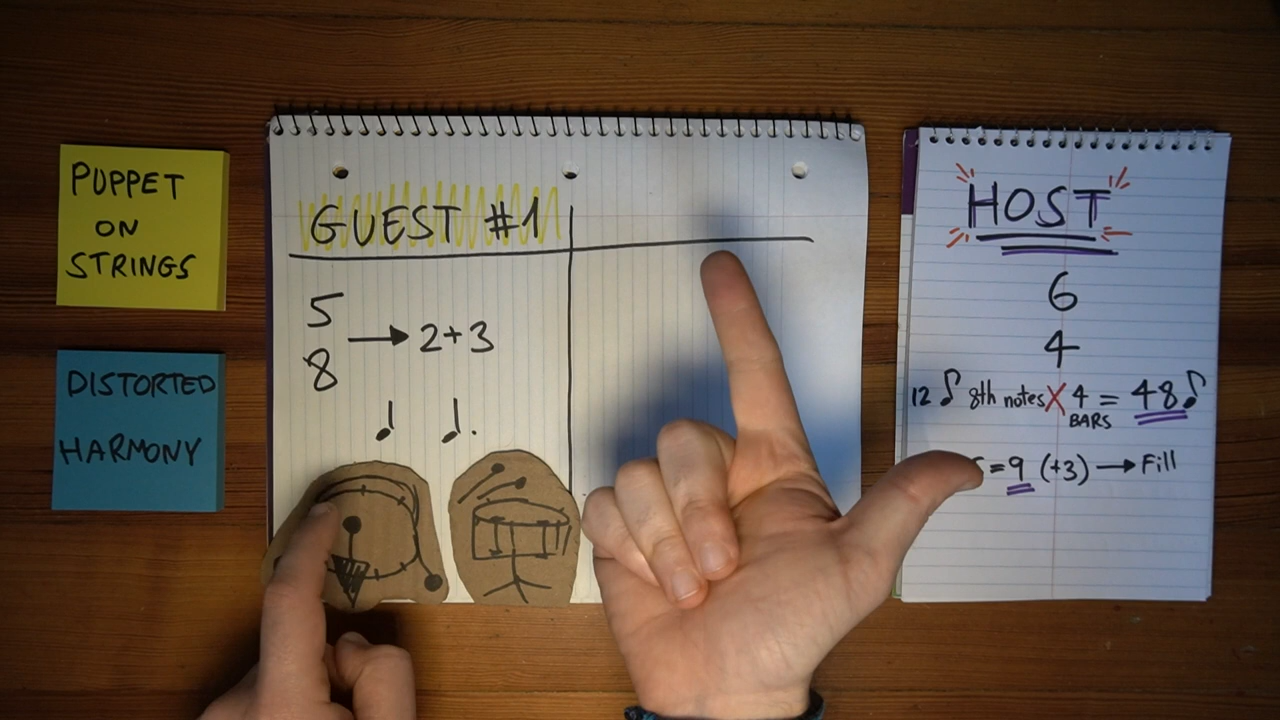 PUPPET
ON
STRINGS
DISTORTED
HARMONY
GUEST #1
5
8 → 2+3
♩ ♩.
HOST
6
4
12 ♪ 8th notes X 4 = 48 ♪
BARS
= 9 (+3) → Fill